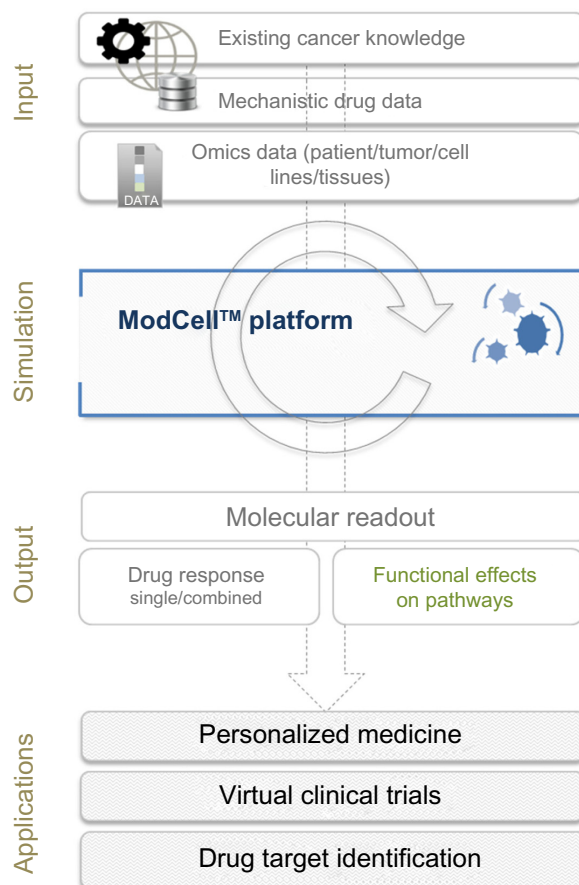 Input
Existing cancer knowledge
Mechanistic drug data
Omics data (patient/tumor/cell
lines/tissues)
DATA
Simulation
ModCell™ platform
Output
Molecular readout
Drug response
single/combined
Functional effects
on pathways
Applications
Personalized medicine
Virtual clinical trials
Drug target identification